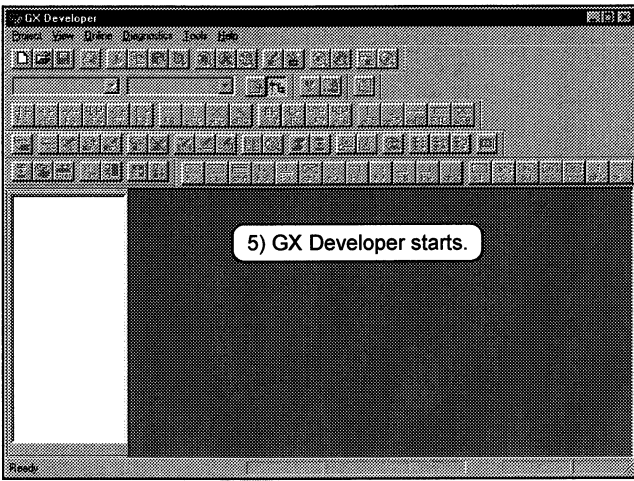 GX Developer
Project View Online Diagnostics Tools Help
5) GX Developer starts.
Ready